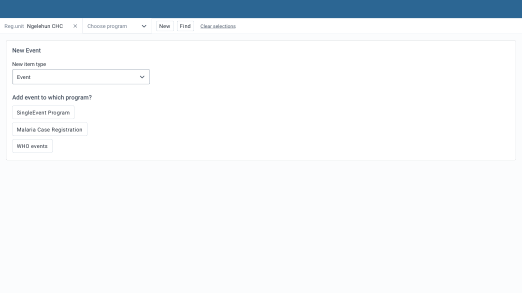 Reg.unit Ngelehun CHC × Choose program New Find Clear selections
New Event
New item type
Event
Add event to which program?
SingleEvent Program
Malaria Case Registration
WHO events